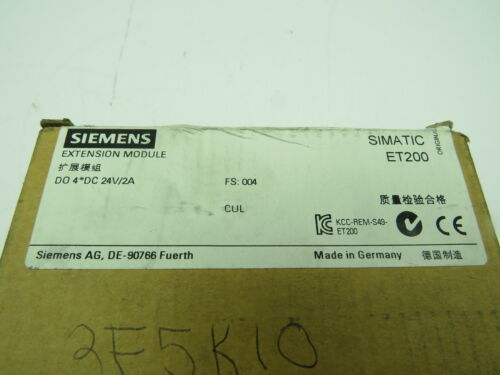 SIEMENS
SIMATIC
ET200
EXTENSION MODULE
扩展模组
DO 4*DC 24V/2A
FS: 004
CUL
质量检验合格
KCC-REM-S49-
ET200
CE
Siemens AG, DE-90766 Fuerth
Made in Germany 德国制造
3F5K10